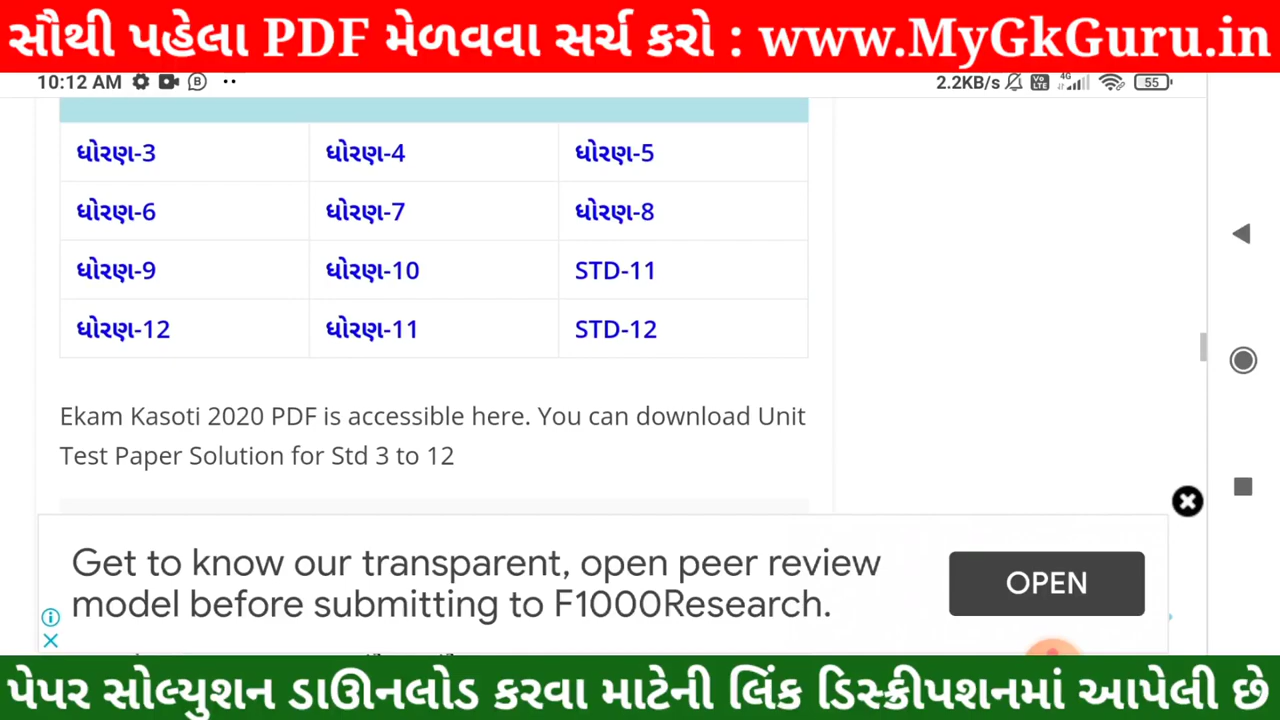 સૌથી પહેલા PDF મેળવવા સર્ચ કરો : www.MyGkGuru.in
10:12 AM 2.2KB/s 4G Vo LTE 55
ધોરણ-3 ધોરણ-4 ધોરણ-5
ધોરણ-6 ધોરણ-7 ધોરણ-8
ધોરણ-9 ધોરણ-10 STD-11
ધોરણ-12 ધોરણ-11 STD-12
Ekam Kasoti 2020 PDF is accessible here. You can download Unit
Test Paper Solution for Std 3 to 12
Get to know our transparent, open peer review
model before submitting to F1000Research.
OPEN
પેપર સોલ્યુશન ડાઊનલોડ કરવા માટેની લિંક ડિસ્ક્રીપશનમાં આપેલી છે